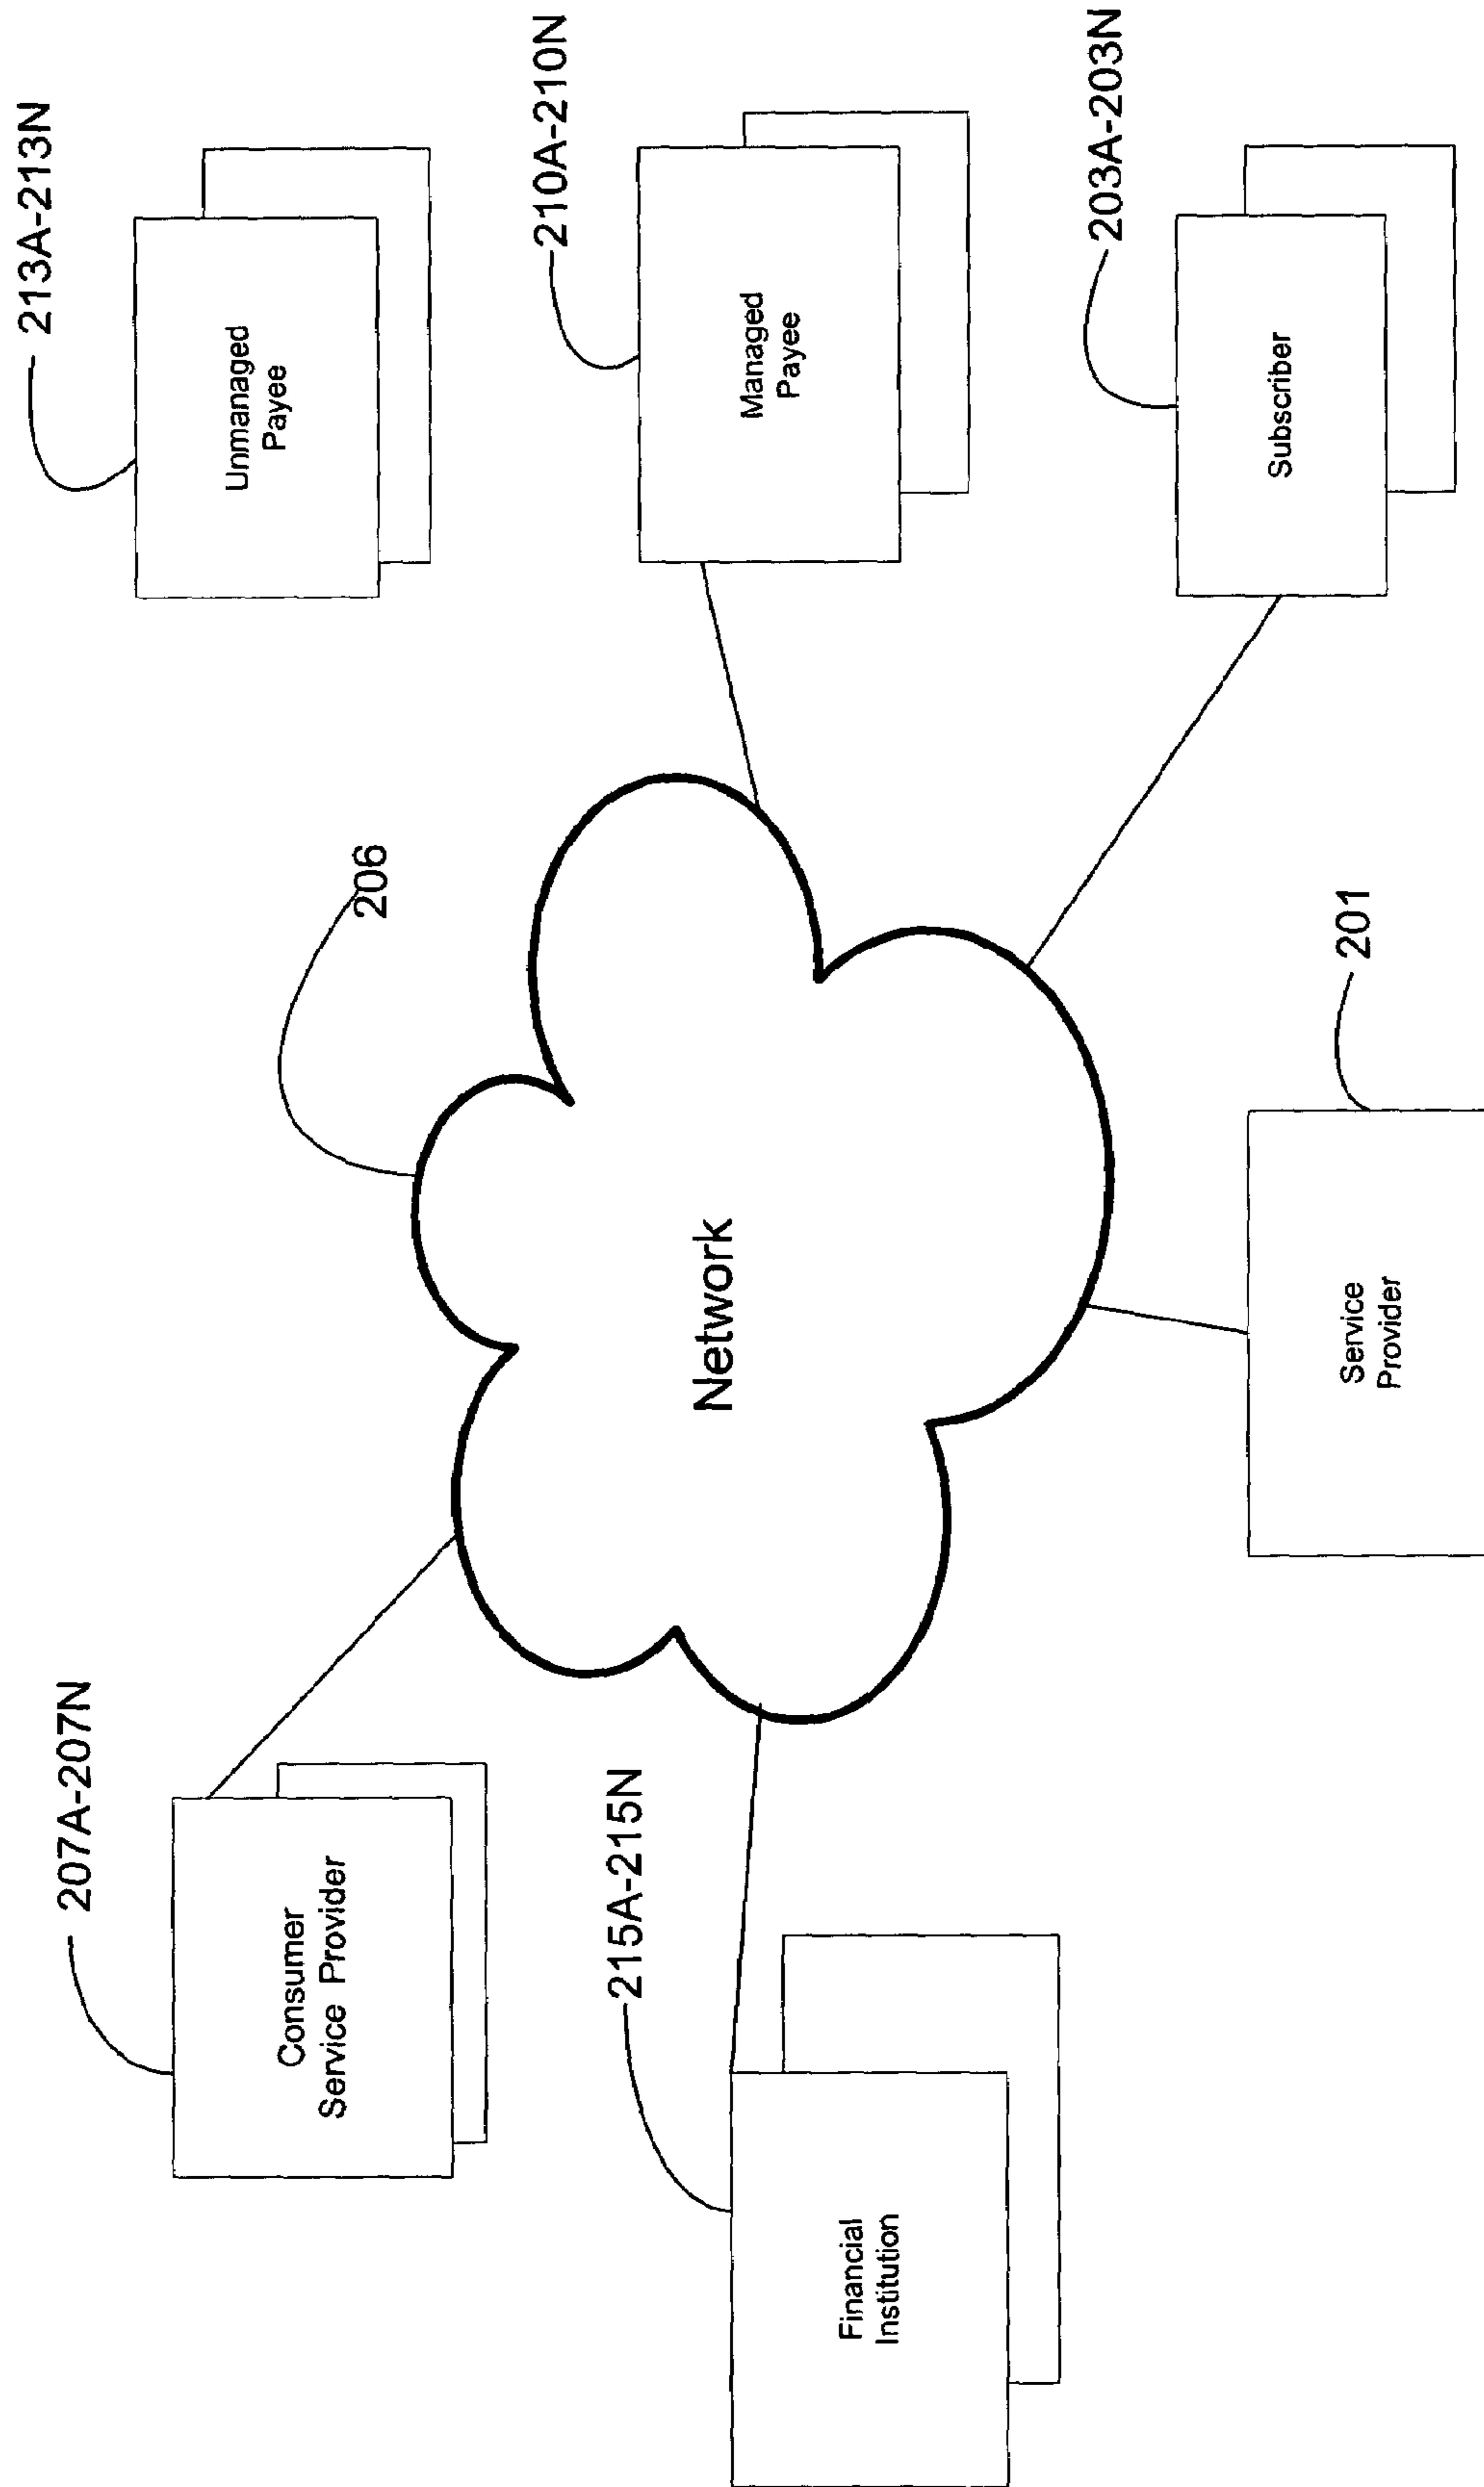 207A-207N
206
213A-213N
Consumer
Service Provider
Unmanaged
Payee
215A-215N
210A-210N
Network
Financial
Institution
Managed
Payee
201
203A-203N
Service
Provider
Subscriber